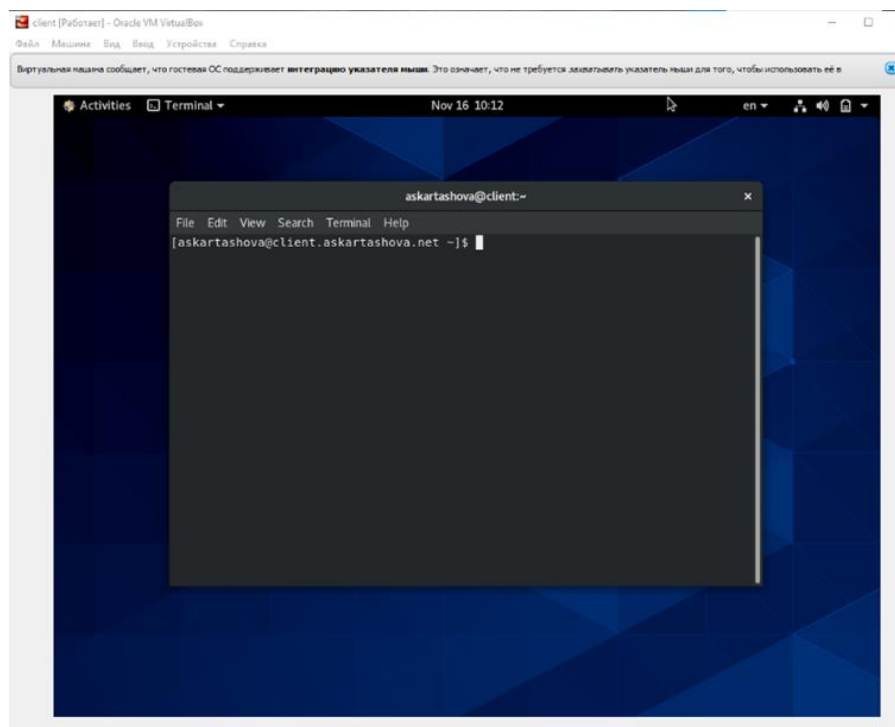 client [Работает] - Oracle VM VirtualBox
Файл Машина Вид Ввод Устройства Справка
Виртуальная машина сообщает, что гостевая ОС поддерживает интеграцию указателя мыши. Это означает, что не требуется захватывать указатель мыши для того, чтобы использовать её в
Activities Terminal Nov 16 10:12 en
askartashova@client:~
File Edit View Search Terminal Help
[askartashova@client.askartashova.net ~]$